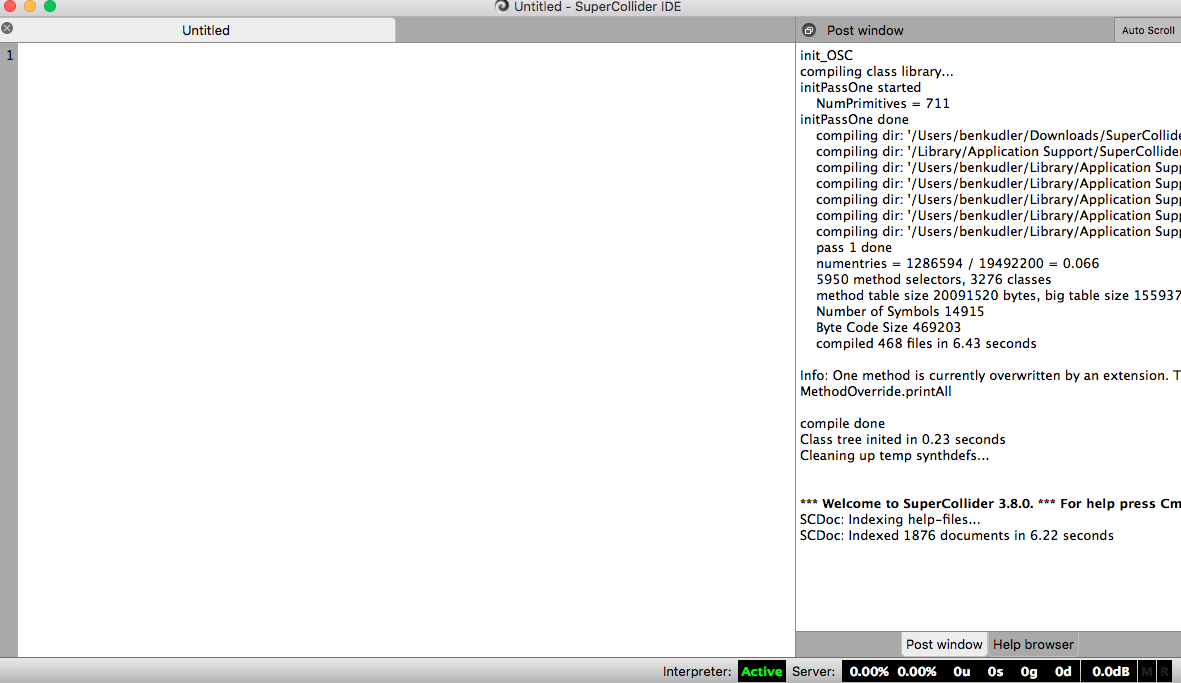 Untitled - SuperCollider IDE
Untitled
Post window
Auto Scroll
1
init_OSC
compiling class library...
initPassOne started
NumPrimitives = 711
initPassOne done
compiling dir: '/Users/benkudler/Downloads/SuperCollide
compiling dir: '/Library/Application Support/SuperCollider
compiling dir: '/Users/benkudler/Library/Application Supp
compiling dir: '/Users/benkudler/Library/Application Supp
compiling dir: '/Users/benkudler/Library/Application Supp
compiling dir: '/Users/benkudler/Library/Application Supp
compiling dir: '/Users/benkudler/Library/Application Supp
pass 1 done
numentries = 1286594 / 19492200 = 0.066
5950 method selectors, 3276 classes
method table size 20091520 bytes, big table size 155937
Number of Symbols 14915
Byte Code Size 469203
compiled 468 files in 6.43 seconds
Info: One method is currently overwritten by an extension. T
MethodOverride.printAll
compile done
Class tree inited in 0.23 seconds
Cleaning up temp synthdefs...
*** Welcome to SuperCollider 3.8.0. *** For help press Cm
SCDoc: Indexing help-files...
SCDoc: Indexed 1876 documents in 6.22 seconds
Post window
Help browser
Interpreter: Active Server: 0.00% 0.00% 0u 0s 0g 0d 0.0dB M R